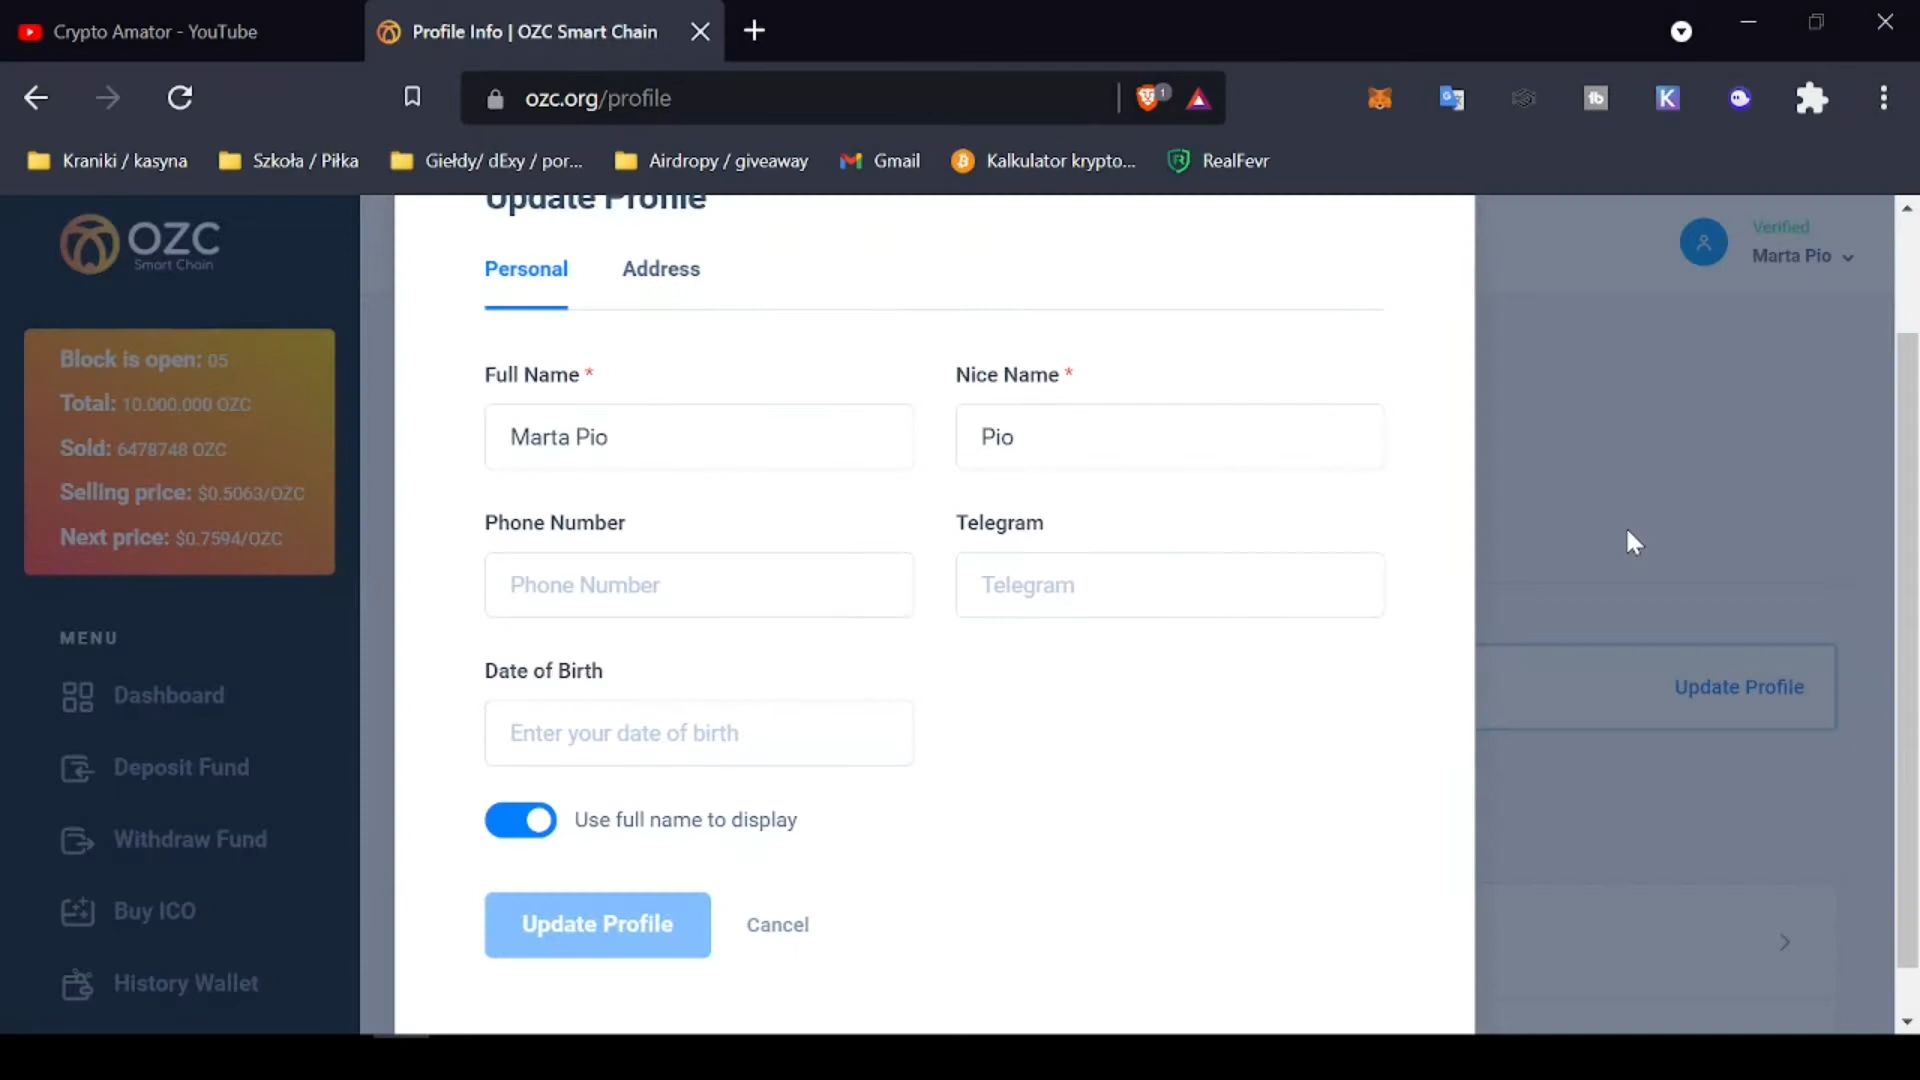 Crypto Amator - YouTube
Profile Info | OZC Smart Chain
ozc.org/profile
1
tb
K
Kraniki / kasyna
Szkoła / Piłka
Giełdy/ dExy / por...
Airdropy / giveaway
Gmail
Kalkulator krypto...
RealFevr
OZC
Smart Chain
Block is open: 05
Total: 10.000.000 OZC
Sold: 6478748 OZC
Selling price: $0.5063/OZC
Next price: $0.7594/OZC
MENU
Dashboard
Deposit Fund
Withdraw Fund
Buy ICO
History Wallet
Update Profile
Personal
Address
Full Name *
Nice Name *
Marta Pio
Pio
Phone Number
Telegram
Phone Number
Telegram
Date of Birth
Enter your date of birth
Use full name to display
Update Profile
Cancel
Verified
Marta Pio
Update Profile